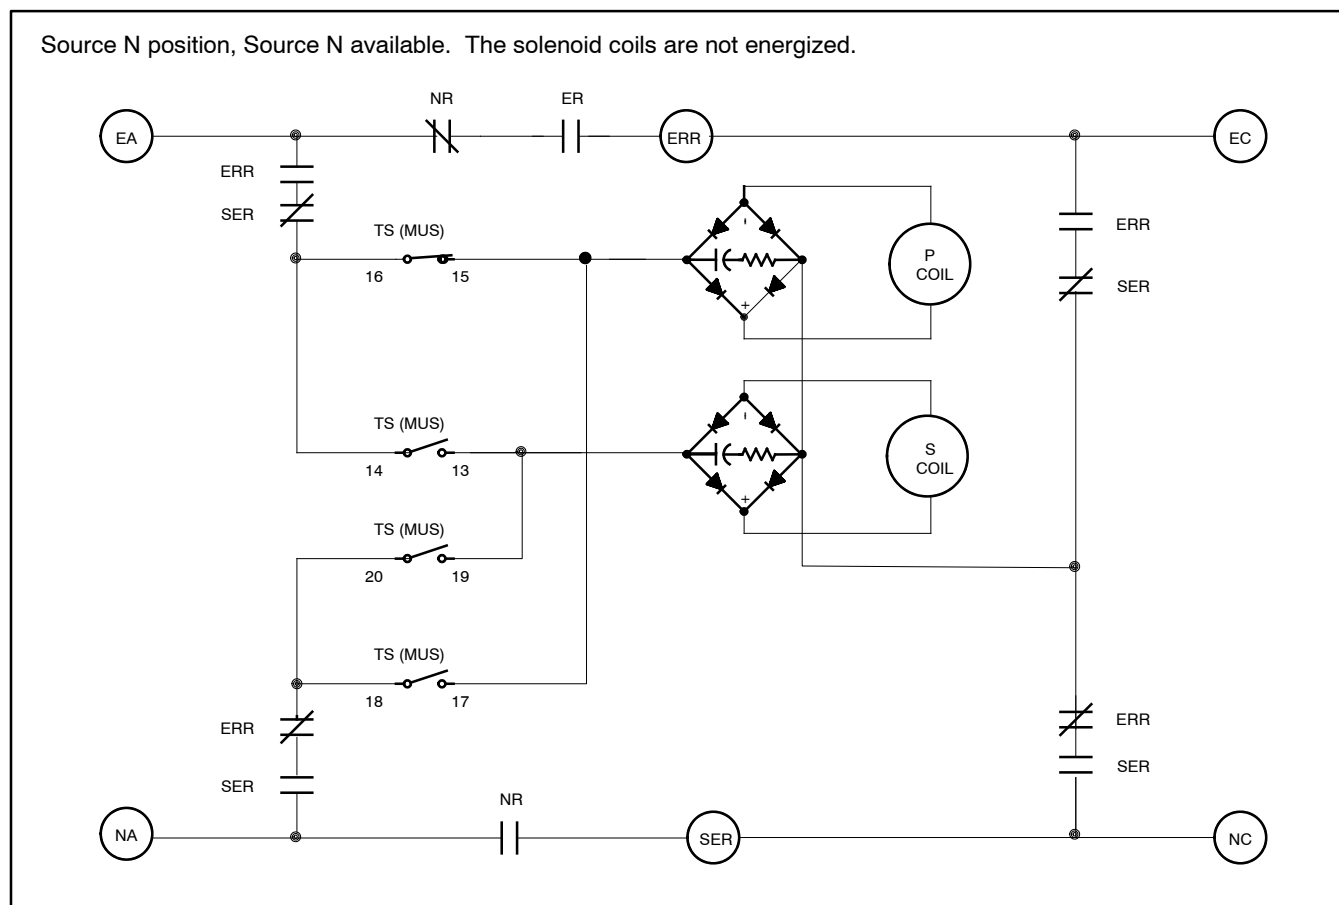 Source N position, Source N available. The solenoid coils are not energized.
NR
ER
EA
ERR
EC
ERR
SER
TS (MUS)
16
15
-
+
P
COIL
ERR
SER
TS (MUS)
14
13
-
+
S
COIL
TS (MUS)
20
19
TS (MUS)
18
17
ERR
SER
ERR
SER
NR
NA
SER
NC